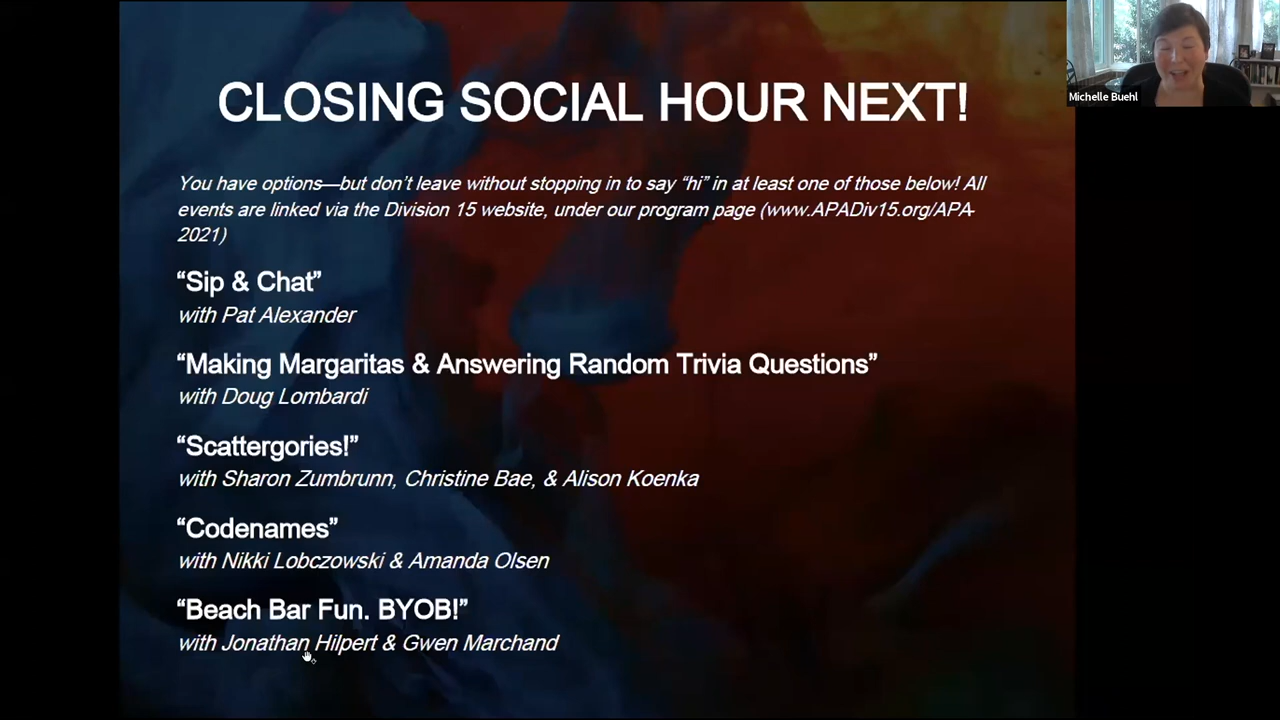 CLOSING SOCIAL HOUR NEXT!
Michelle Buehl
You have options—but don't leave without stopping in to say “hi” in at least one of those below! All
events are linked via the Division 15 website, under our program page (www.APADiv15.org/APA-
2021)
“Sip & Chat”
with Pat Alexander
“Making Margaritas & Answering Random Trivia Questions”
with Doug Lombardi
“Scattergories!”
with Sharon Zumbrunn, Christine Bae, & Alison Koenka
“Codenames”
with Nikki Lobczowski & Amanda Olsen
“Beach Bar Fun. BYOB!”
with Jonathan Hilpert & Gwen Marchand